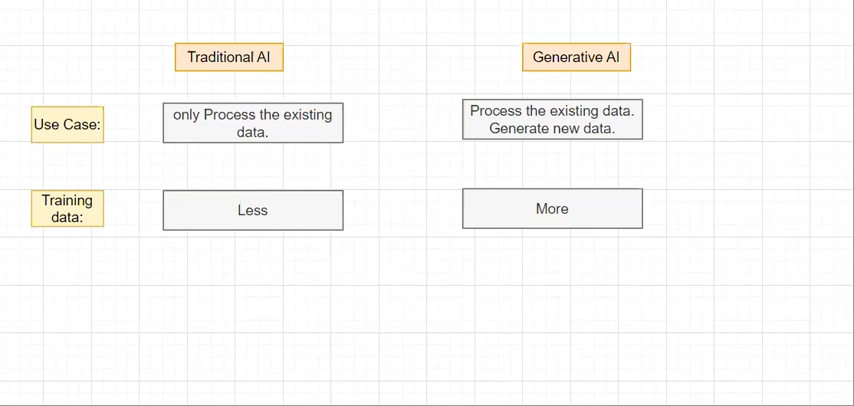 Traditional AI
Generative AI
Use Case:
only Process the existing
data.
Process the existing data.
Generate new data.
Training
data:
Less
More